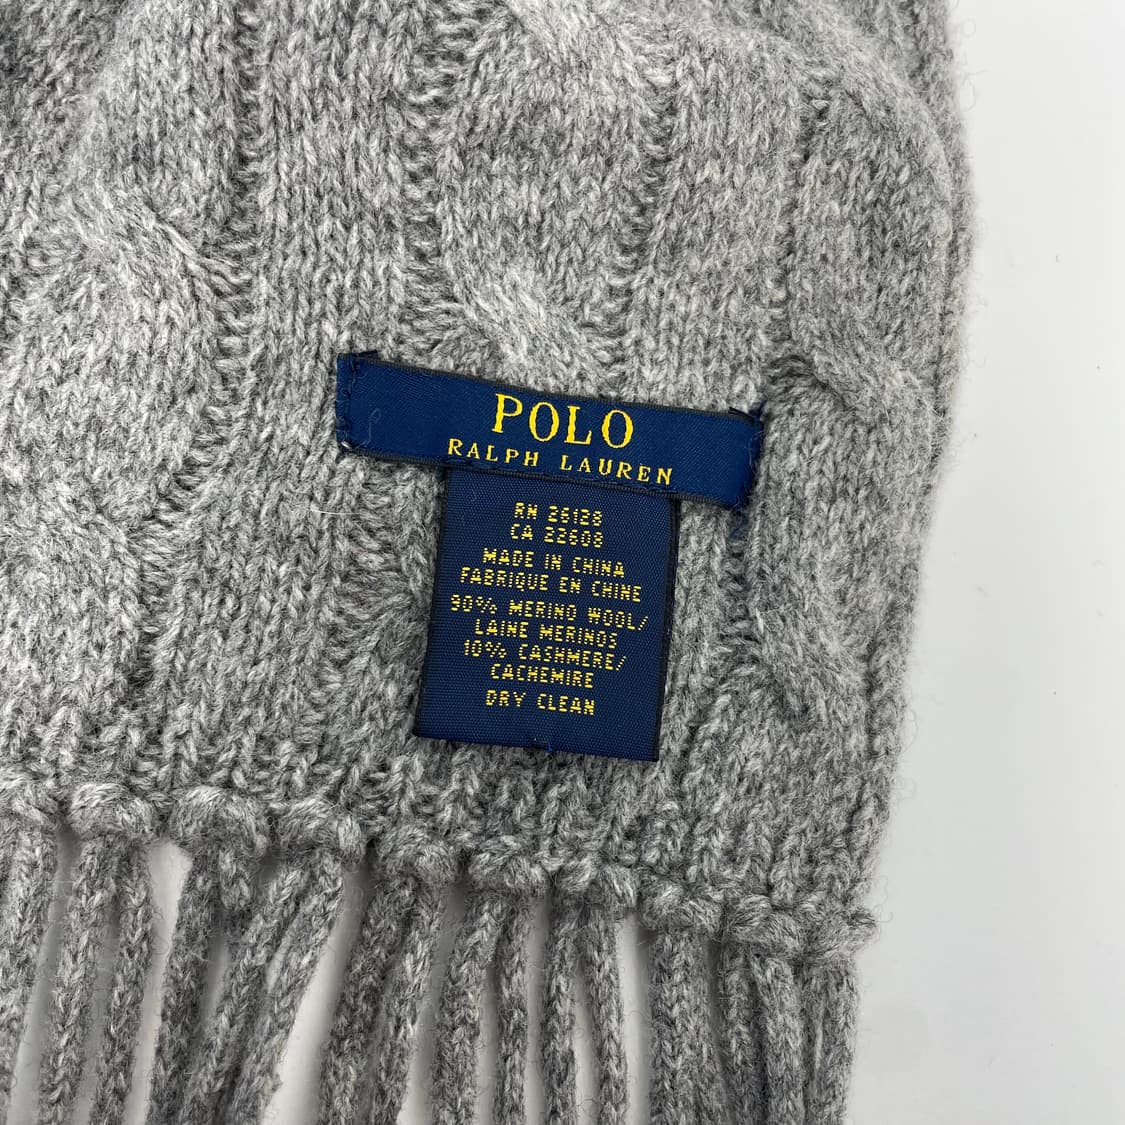 POLO
RALPH LAUREN
RN 26128
CA 22608
MADE IN CHINA
FABRIQUE EN CHINE
90% MERINO WOOL/
LAINE MERINOS
10% CASHMERE/
CACHEMIRE
DRY CLEAN